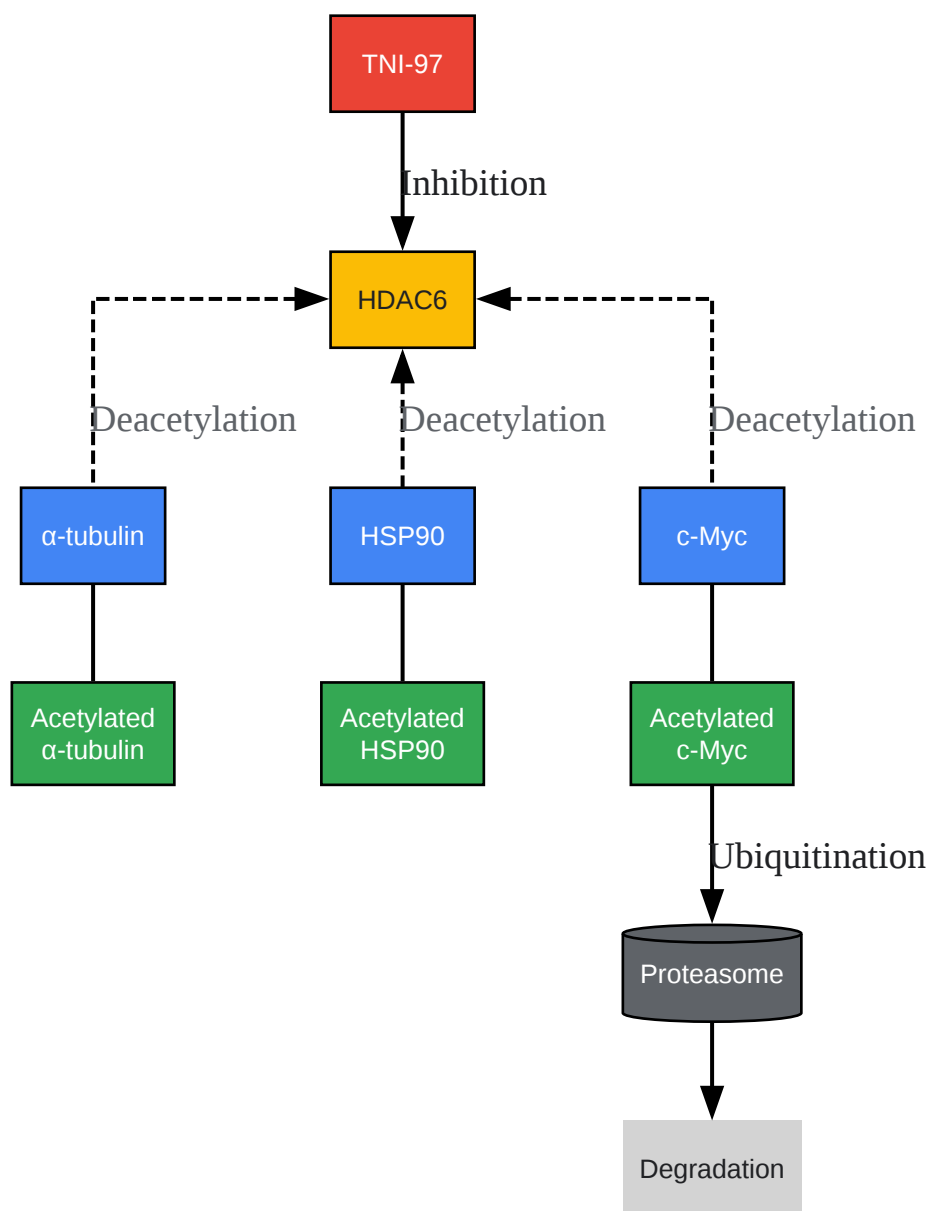 TNI-97
Inhibition
HDAC6
Deacetylation
Deacetylation
Deacetylation
α-tubulin
HSP90
c-Myc
Acetylated
α-tubulin
Acetylated
HSP90
Acetylated
c-Myc
Ubiquitination
Proteasome
Degradation